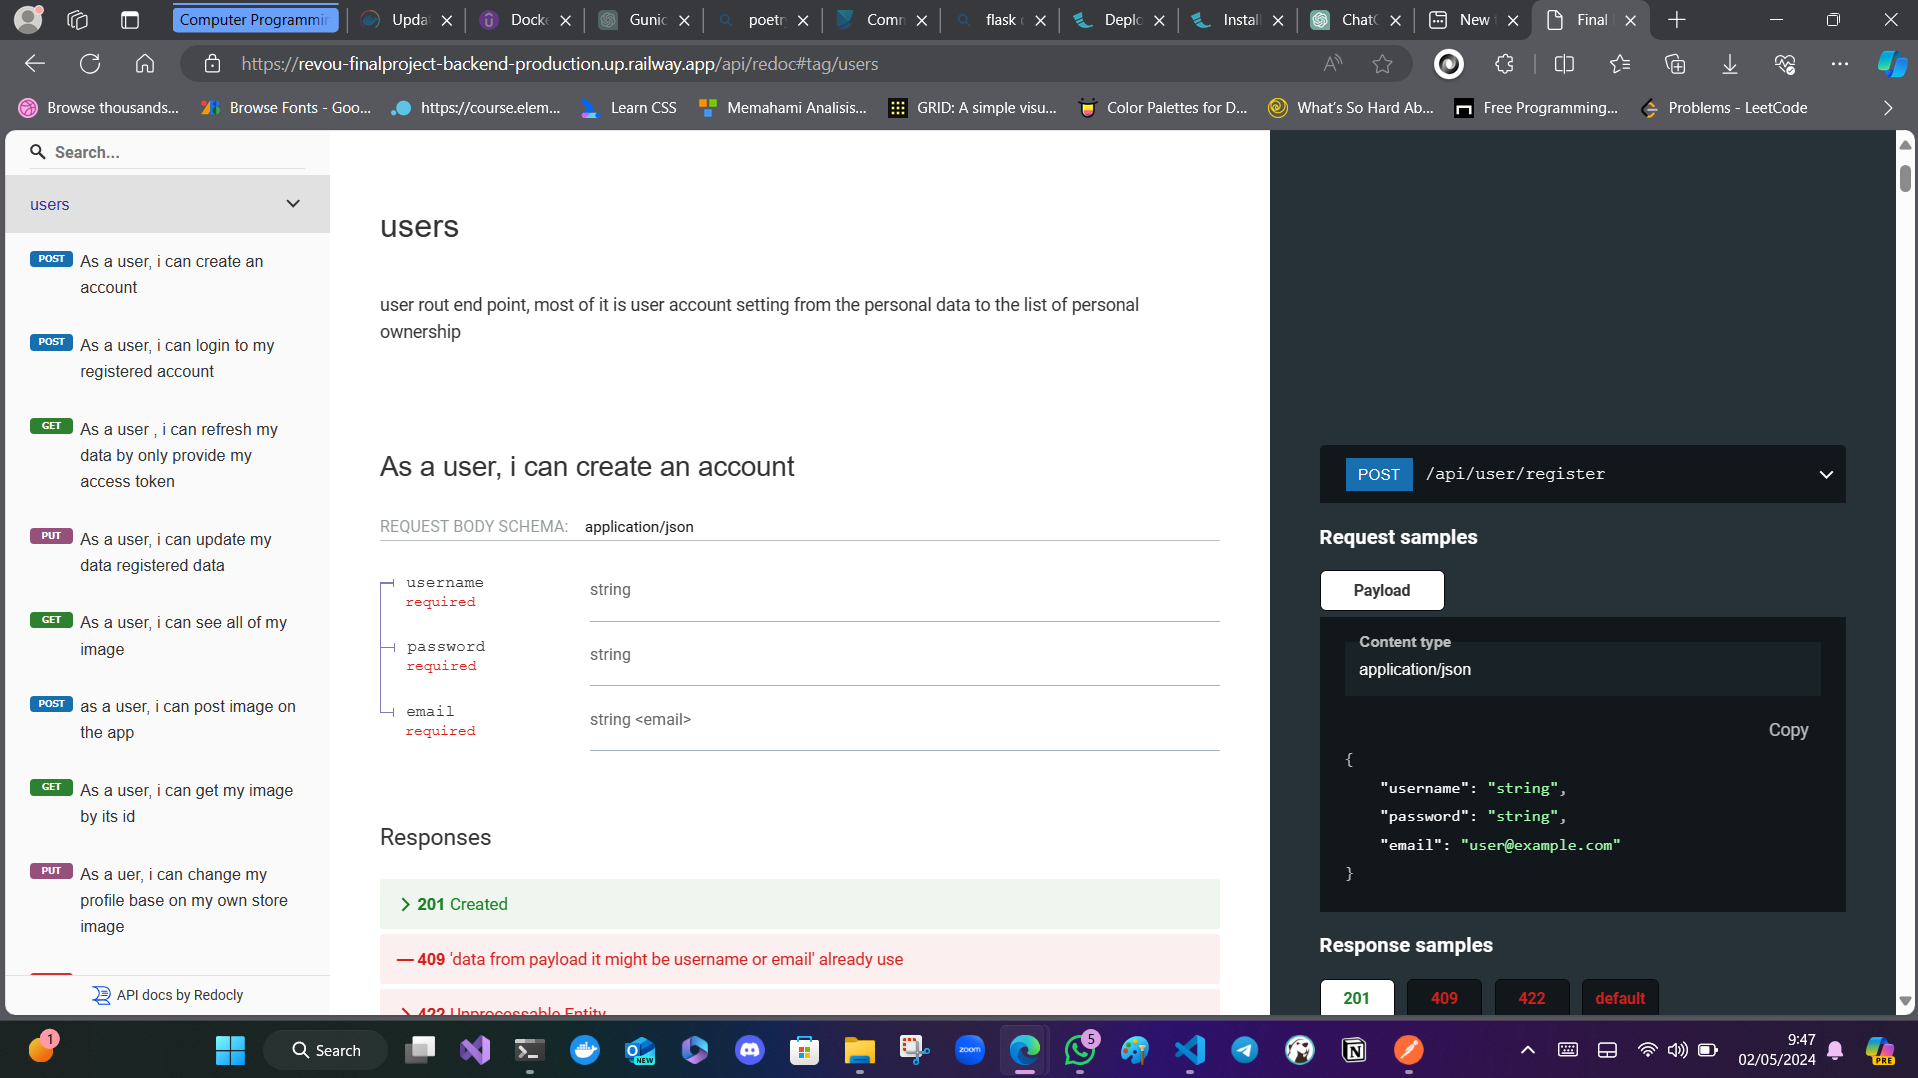 Computer Programmin
Upda
Docke
Gunic
poetr
Comm
flask c
Deplo
Install
ChatG
New t
Final
https://revou-finalproject-backend-production.up.railway.app/api/redoc#tag/users
Browse thousands...
Browse Fonts - Goo...
https://course.elem...
Learn CSS
Memahami Analisis...
GRID: A simple visu...
Color Palettes for D...
What's So Hard Ab...
Free Programming...
Problems - LeetCode
Search...
users
POST As a user, i can create an
account
POST As a user, i can login to my
registered account
GET As a user , i can refresh my
data by only provide my
access token
PUT As a user, i can update my
data registered data
GET As a uer, i can see all of my
image
POST as a user, i can post image on
the app
GET As a user, i can get my image
by its id
PUT As a uer, i can change my
profile base on my own store
image
API docs by Redocly
users
user rout end point, most of it is user account setting from the personal data to the list of personal
ownership
As a user, i can create an account
REQUEST BODY SCHEMA: application/json
username
required
string
password
required
string
email
required
string <email>
Responses
201 Created
409 'data from payload it might be username or email' already use
422 Unprocessable Entity
POST /api/user/register
Request samples
Payload
Content type
application/json
Copy
{
"username": "string",
"password": "string",
"email": "user@example.com"
}
Response samples
201
409
422
default
1
Search
NEW
zoom
5
9:47
02/05/2024
PRE